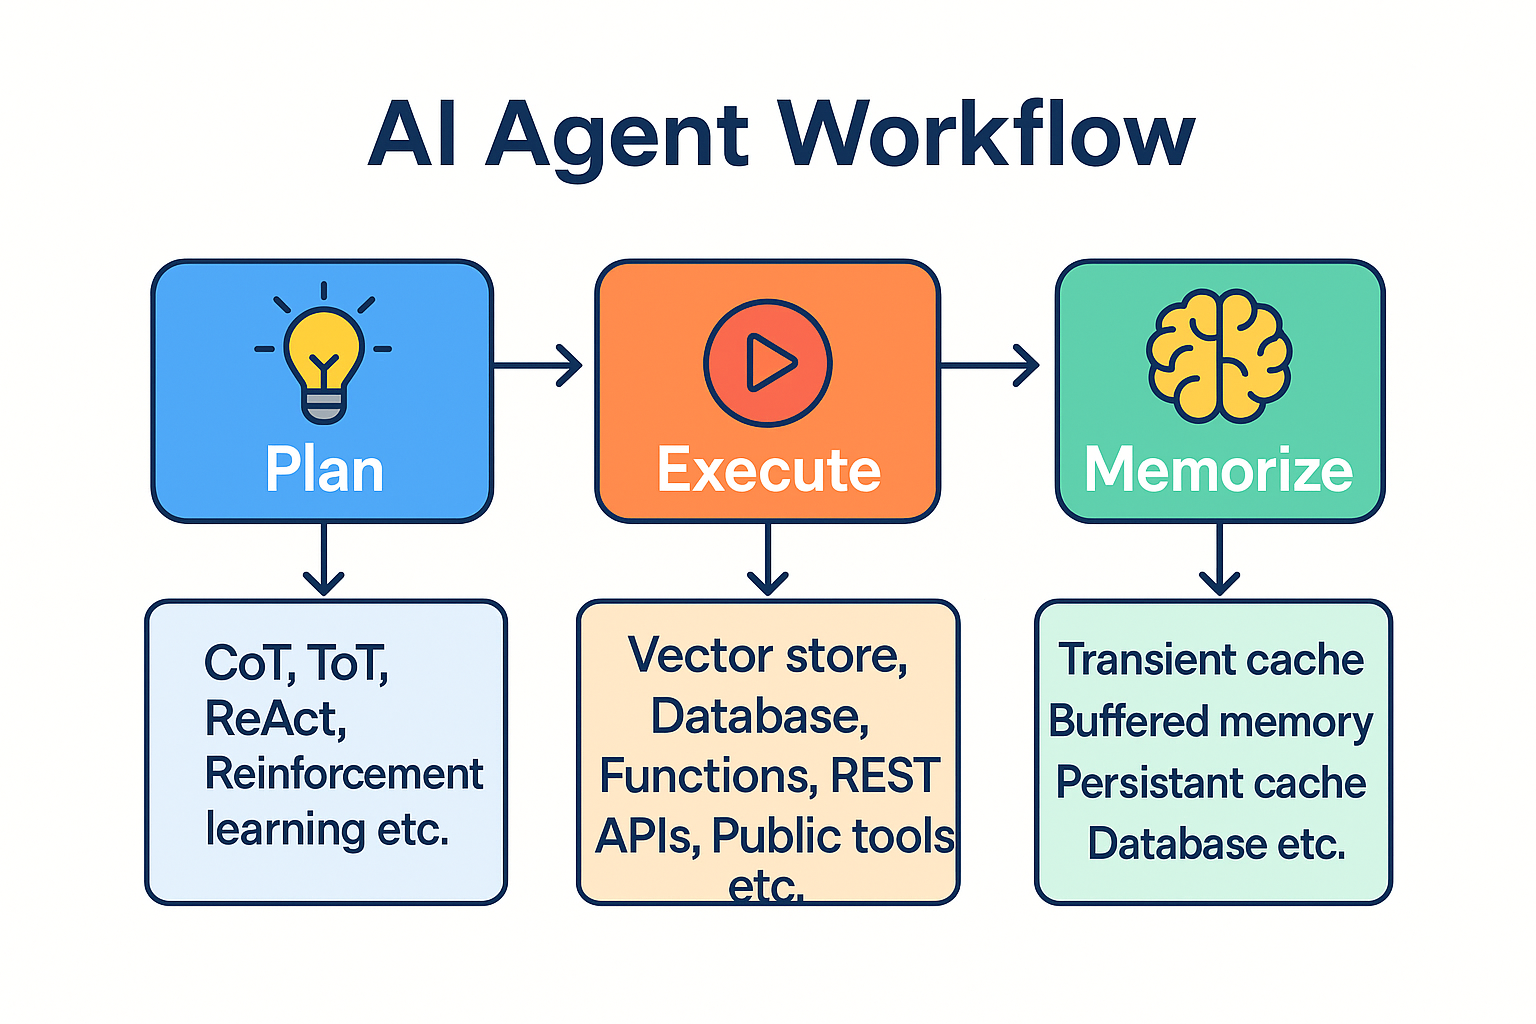 AI Agent Workflow
Plan
Execute
Memorize
CoT, ToT,
ReAct,
Reinforcement
learning etc.
Vector store,
Database,
Functions, REST
APIs, Public tools
etc.
Transient cache
Buffered memory
Persistant cache
Database etc.